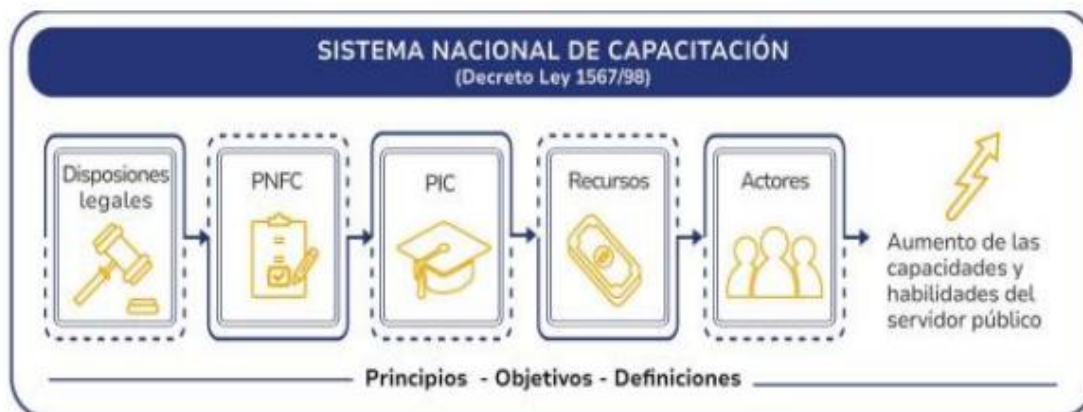 SISTEMA NACIONAL DE CAPACITACIÓN
(Decreto Ley 1567/98)
Disposiones
legales
PNFC
PIC
Recursos
Actores
Aumento de las
capacidades y
habilidades del
servidor público
Principios - Objetivos - Definiciones